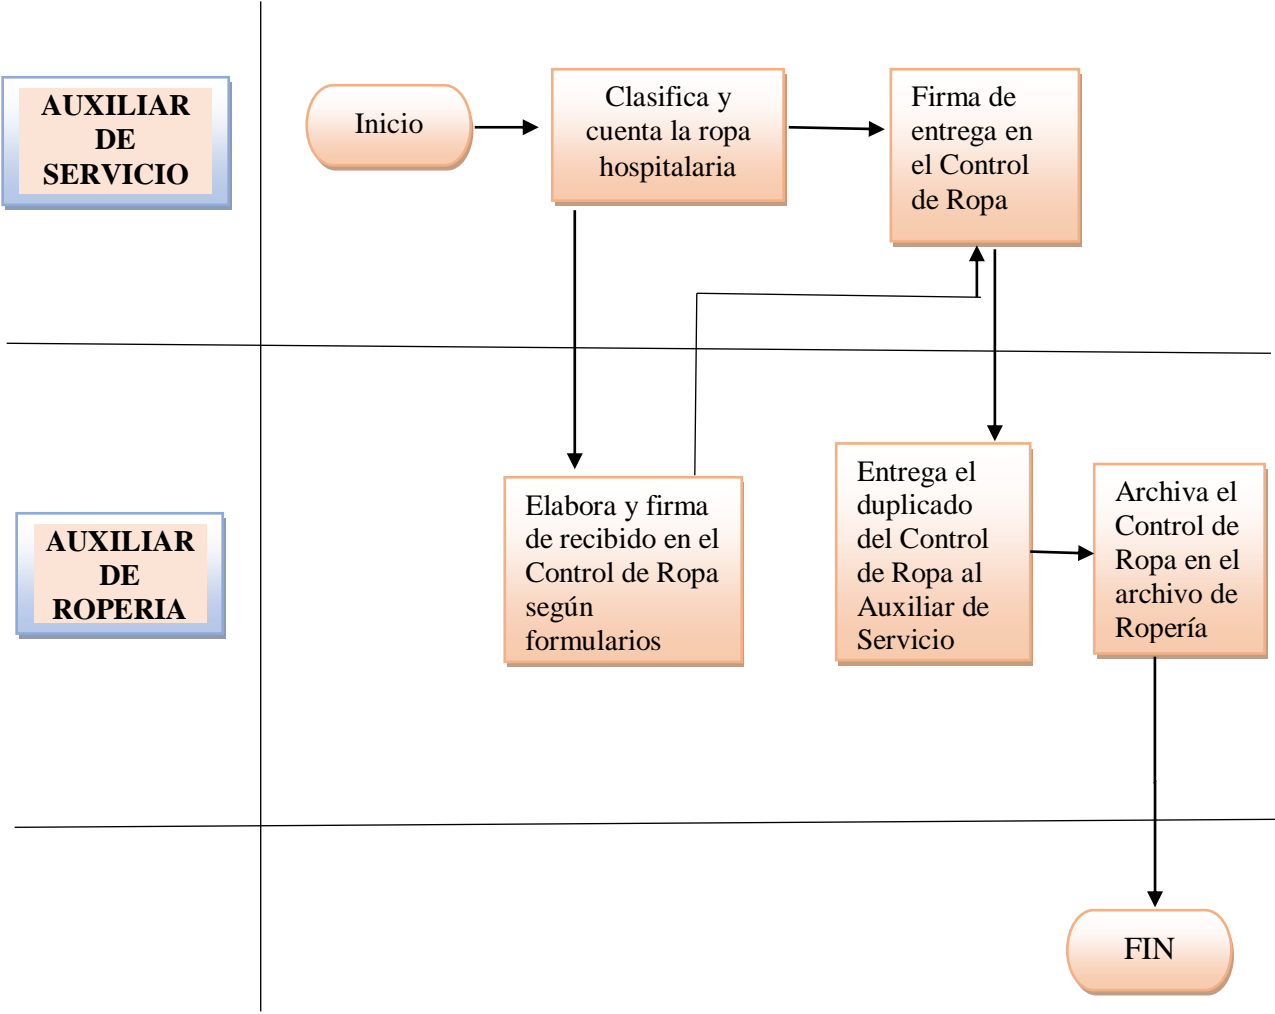 AUXILIAR
DE
SERVICIO
Inicio
Clasifica y
cuenta la ropa
hospitalaria
Firma de
entrega en
el Control
de Ropa
AUXILIAR
DE
ROPERIA
Elabora y firma
de recibido en el
Control de Ropa
según
formularios
Entrega el
duplicado
del Control
de Ropa al
Auxiliar de
Servicio
Archiva el
Control de
Ropa en el
archivo de
Ropería
FIN